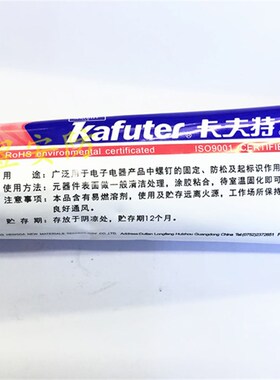 Kafuter® 卡夫特
RoHS environmental certificated ISO9001 CERTIFIE
用 途：广泛用于电子电器产品中螺钉的固定、防松及起标识作用
使用方法：元器件表面做一般清洁处理，涂胶粘合，待室温固化即可
注意事项：本品含有易燃溶剂，使用及贮存远离火源，工作场所保持
良好通风。
贮存期：存放于阴凉处，贮存期12个月。